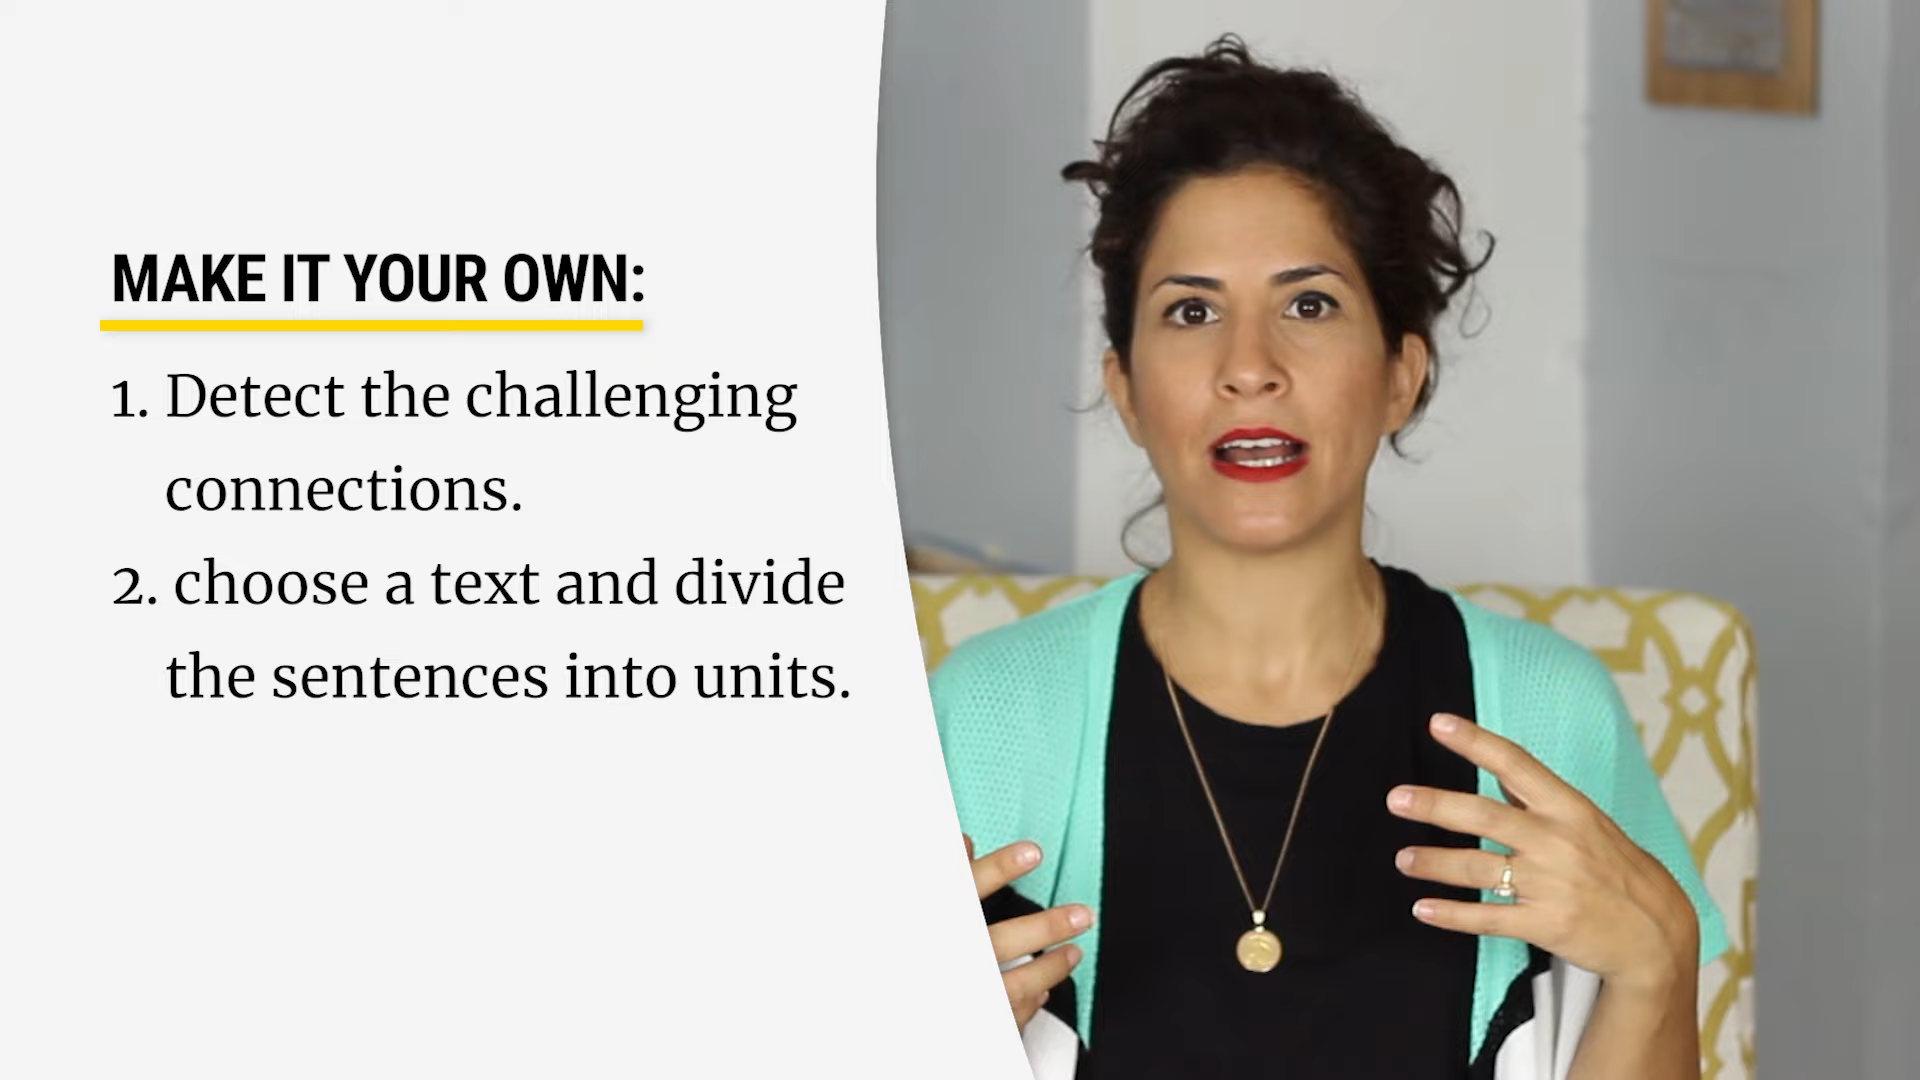 MAKE IT YOUR OWN:
1. Detect the challenging
connections.
2. choose a text and divide
the sentences into units.